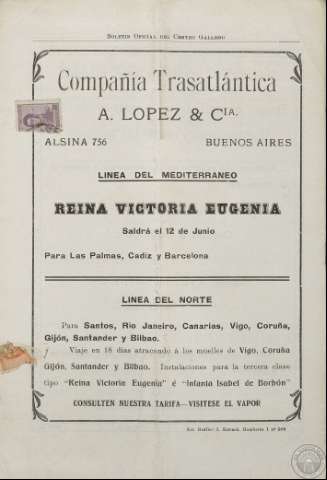 BOLETIN OFICIAL DEL CENTRO GALLEGO
Compañía Trasatlántica
A. LOPEZ & CIA.
ALSINA 756 BUENOS AIRES
LINEA DEL MEDITERRANEO
REINA VICTORIA EUGENIA
Saldrá el 12 de Junio
Para Las Palmas, Cadiz y Barcelona
LINEA DEL NORTE
Para Santos, Rio Janeiro, Canarias, Vigo, Coruña,
Gijón, Santander y Bilbao.
Viaje en 18 dias atracando á los muelles de Vigo, Coruña
Gijón, Santander y Bilbao. Instalaciones para la tercera clase
tipo "Reina Victoria Eugenia" é "Infanta Isabel de Borbón"
CONSULTEN NUESTRA TARIFA—VISITESE EL VAPOR